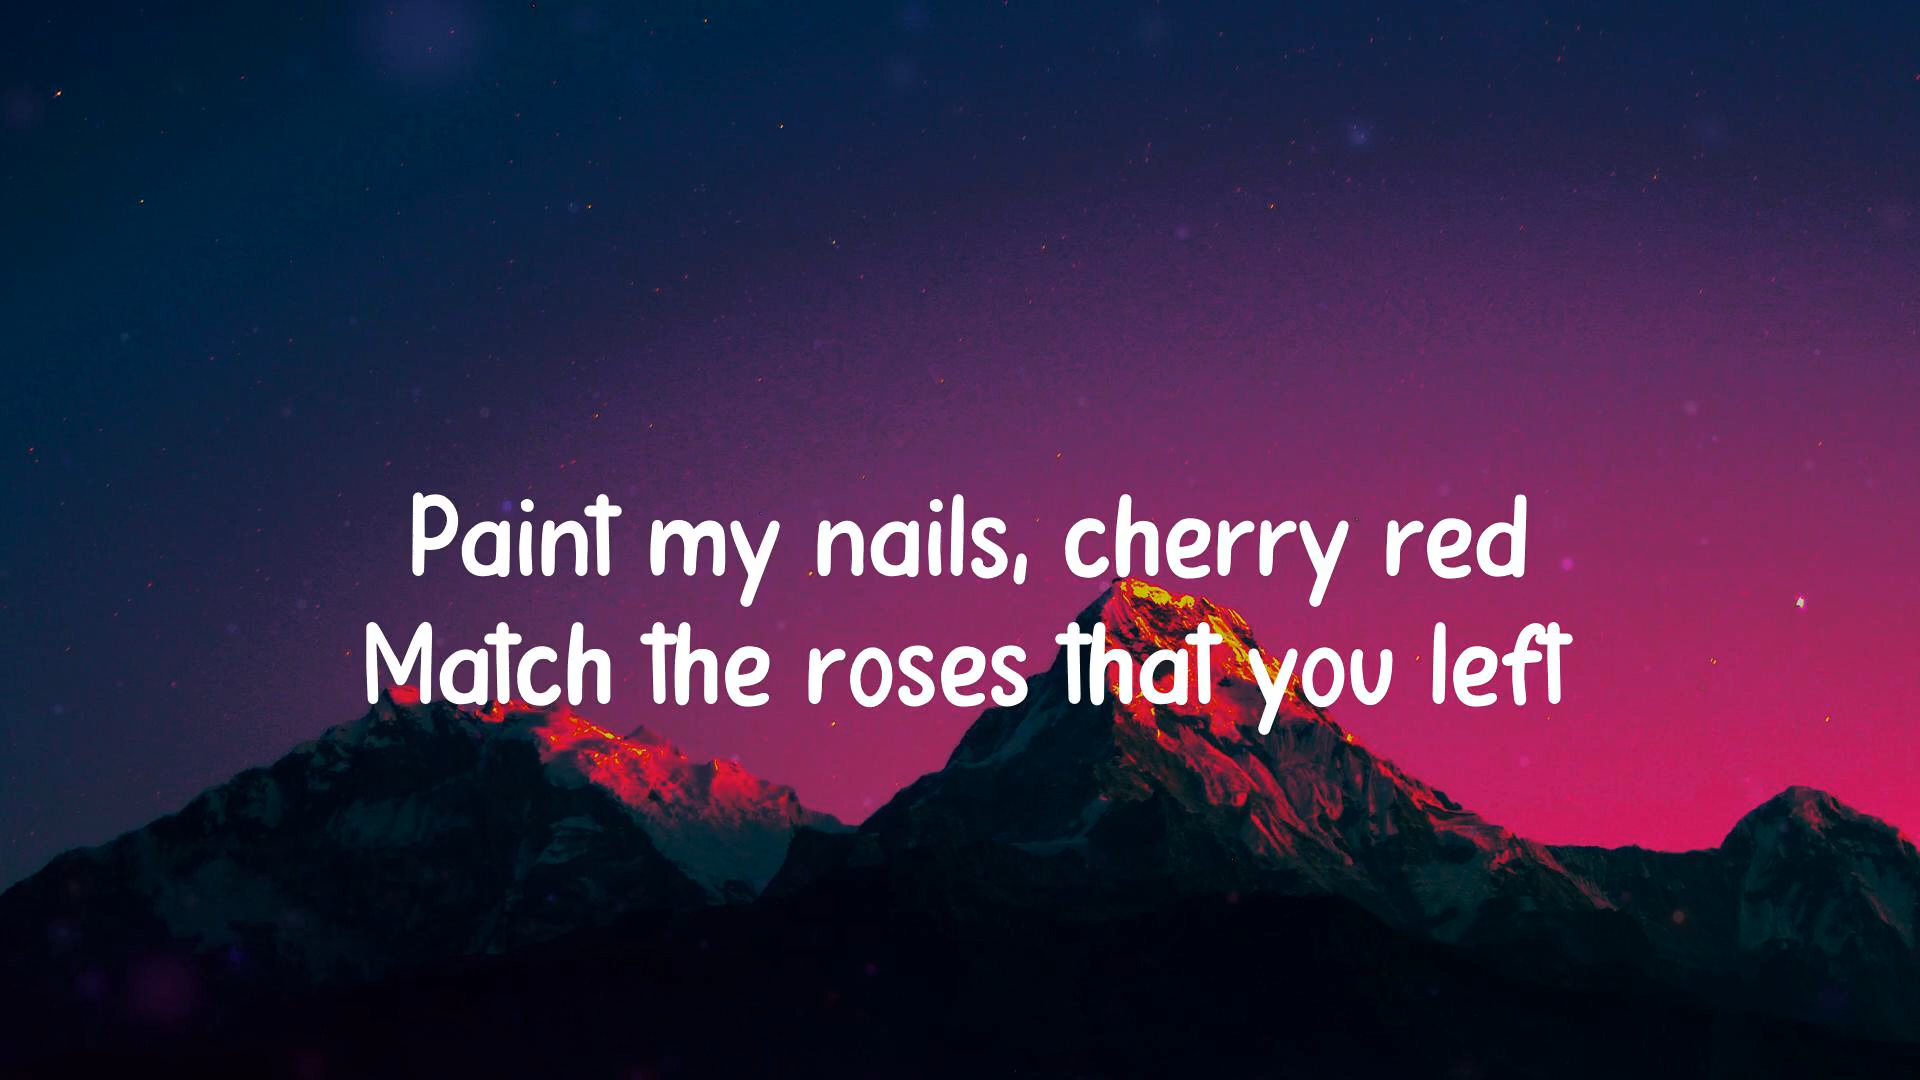 Paint my nails, cherry red
Match the roses that you left